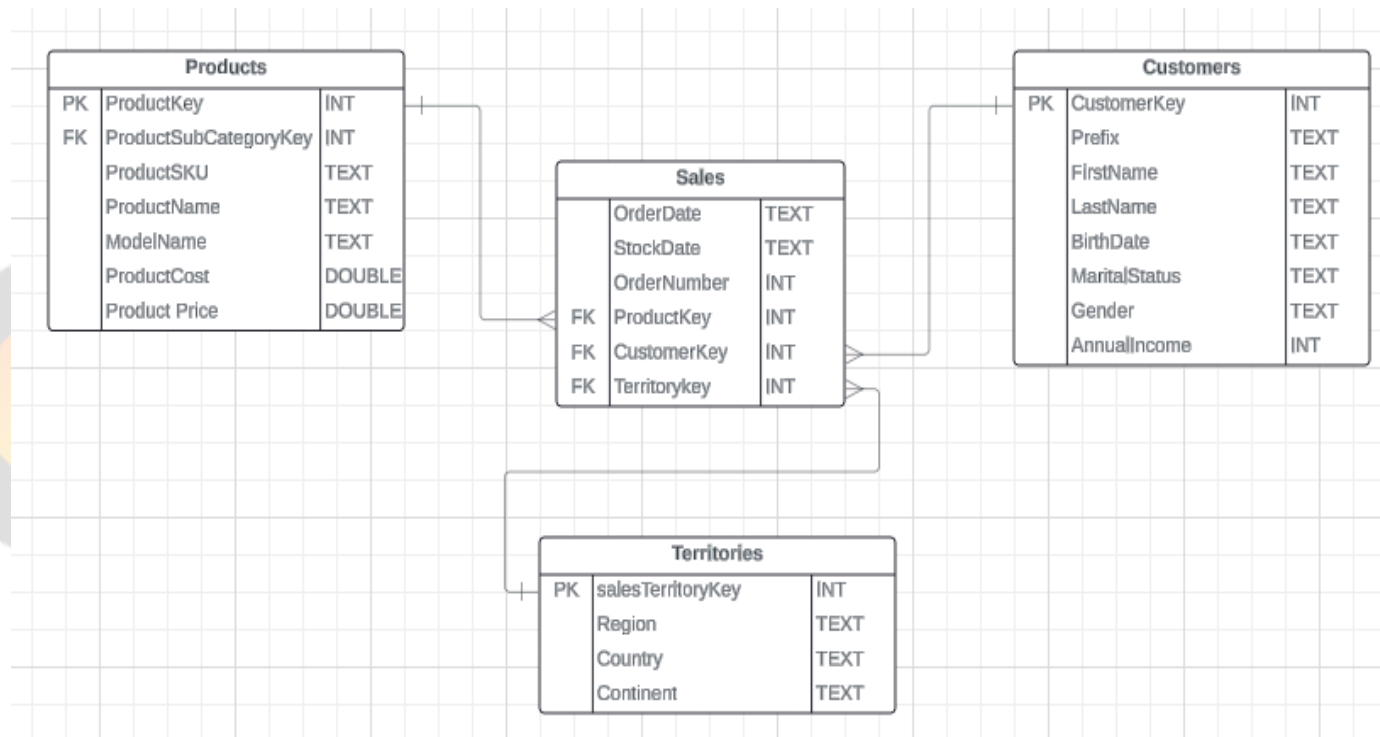 Products
PK ProductKey INT
FK ProductSubCategoryKey INT
ProductSKU TEXT
ProductName TEXT
ModelName TEXT
ProductCost DOUBLE
Product Price DOUBLE
Sales
OrderDate TEXT
StockDate TEXT
OrderNumber INT
FK ProductKey INT
FK CustomerKey INT
FK Territorykey INT
Customers
PK CustomerKey INT
Prefix TEXT
FirstName TEXT
LastName TEXT
BirthDate TEXT
MaritalStatus TEXT
Gender TEXT
AnnualIncome INT
Territories
PK salesTerritoryKey INT
Region TEXT
Country TEXT
Continent TEXT